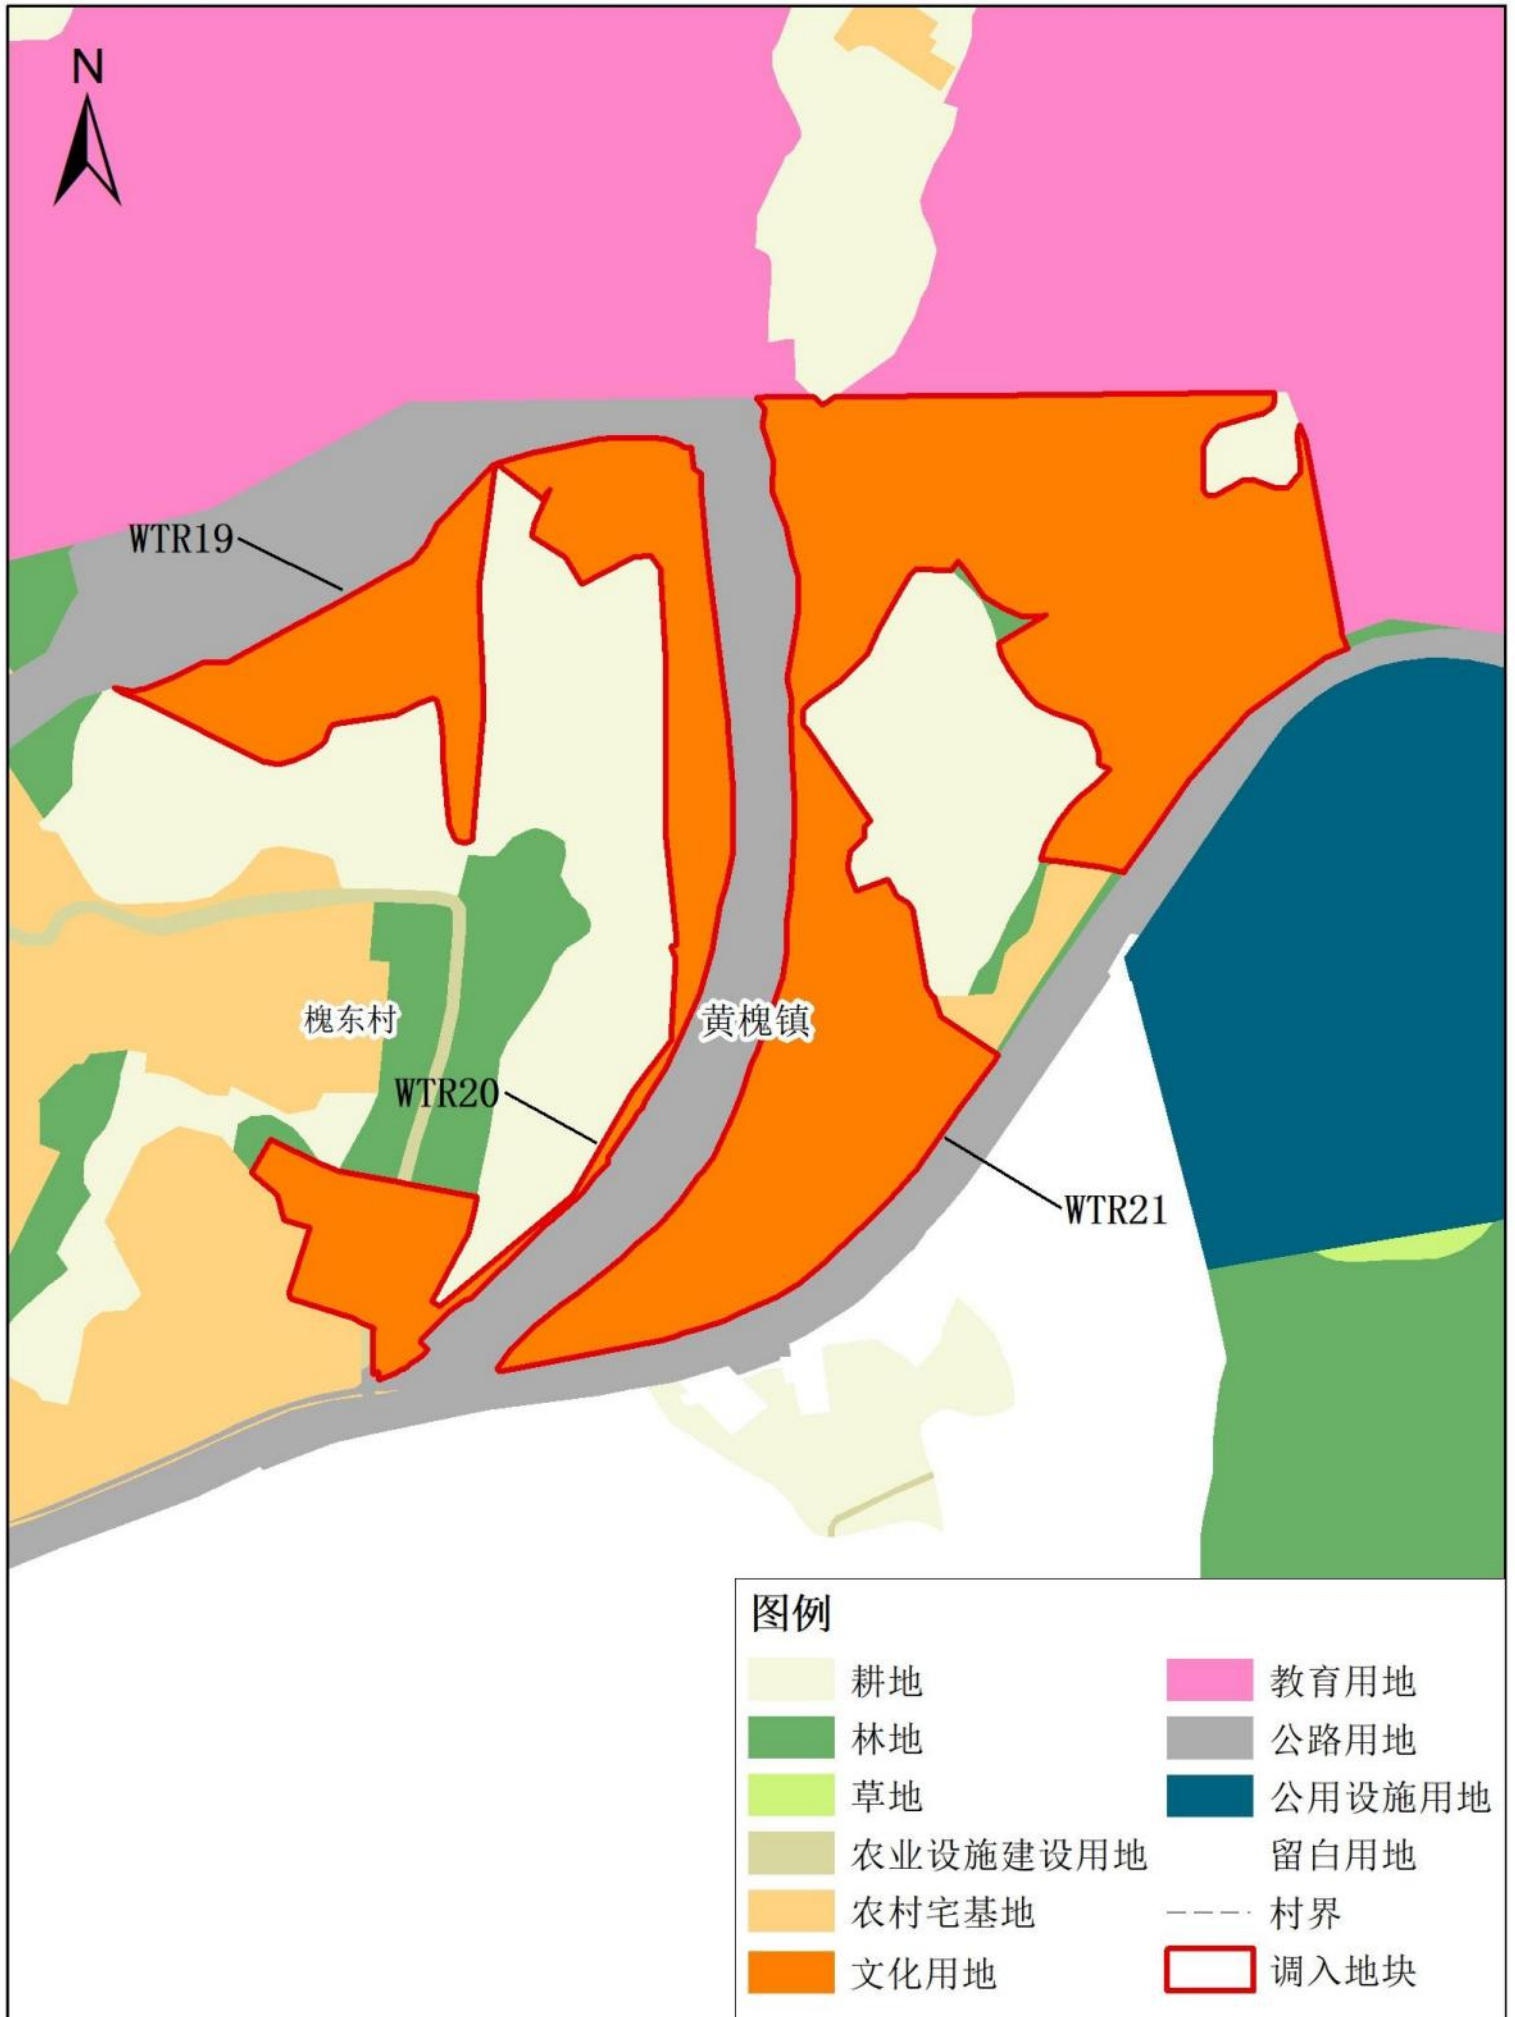 N
WTR19
槐东村
黄槐镇
WTR20
WTR21
图例
耕地
林地
草地
农业设施建设用地
农村宅基地
文化用地
教育用地
公路用地
公用设施用地
留白用地
村界
调入地块